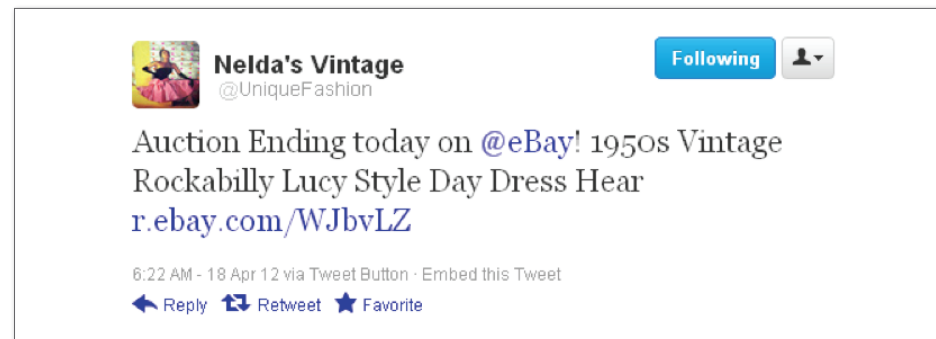 Nelda's Vintage
@UniqueFashion
Following
Auction Ending today on @eBay! 1950s Vintage
Rockabilly Lucy Style Day Dress Hear
r.ebay.com/WJbvLZ
6:22 AM - 18 Apr 12 via Tweet Button · Embed this Tweet
Reply Retweet Favorite